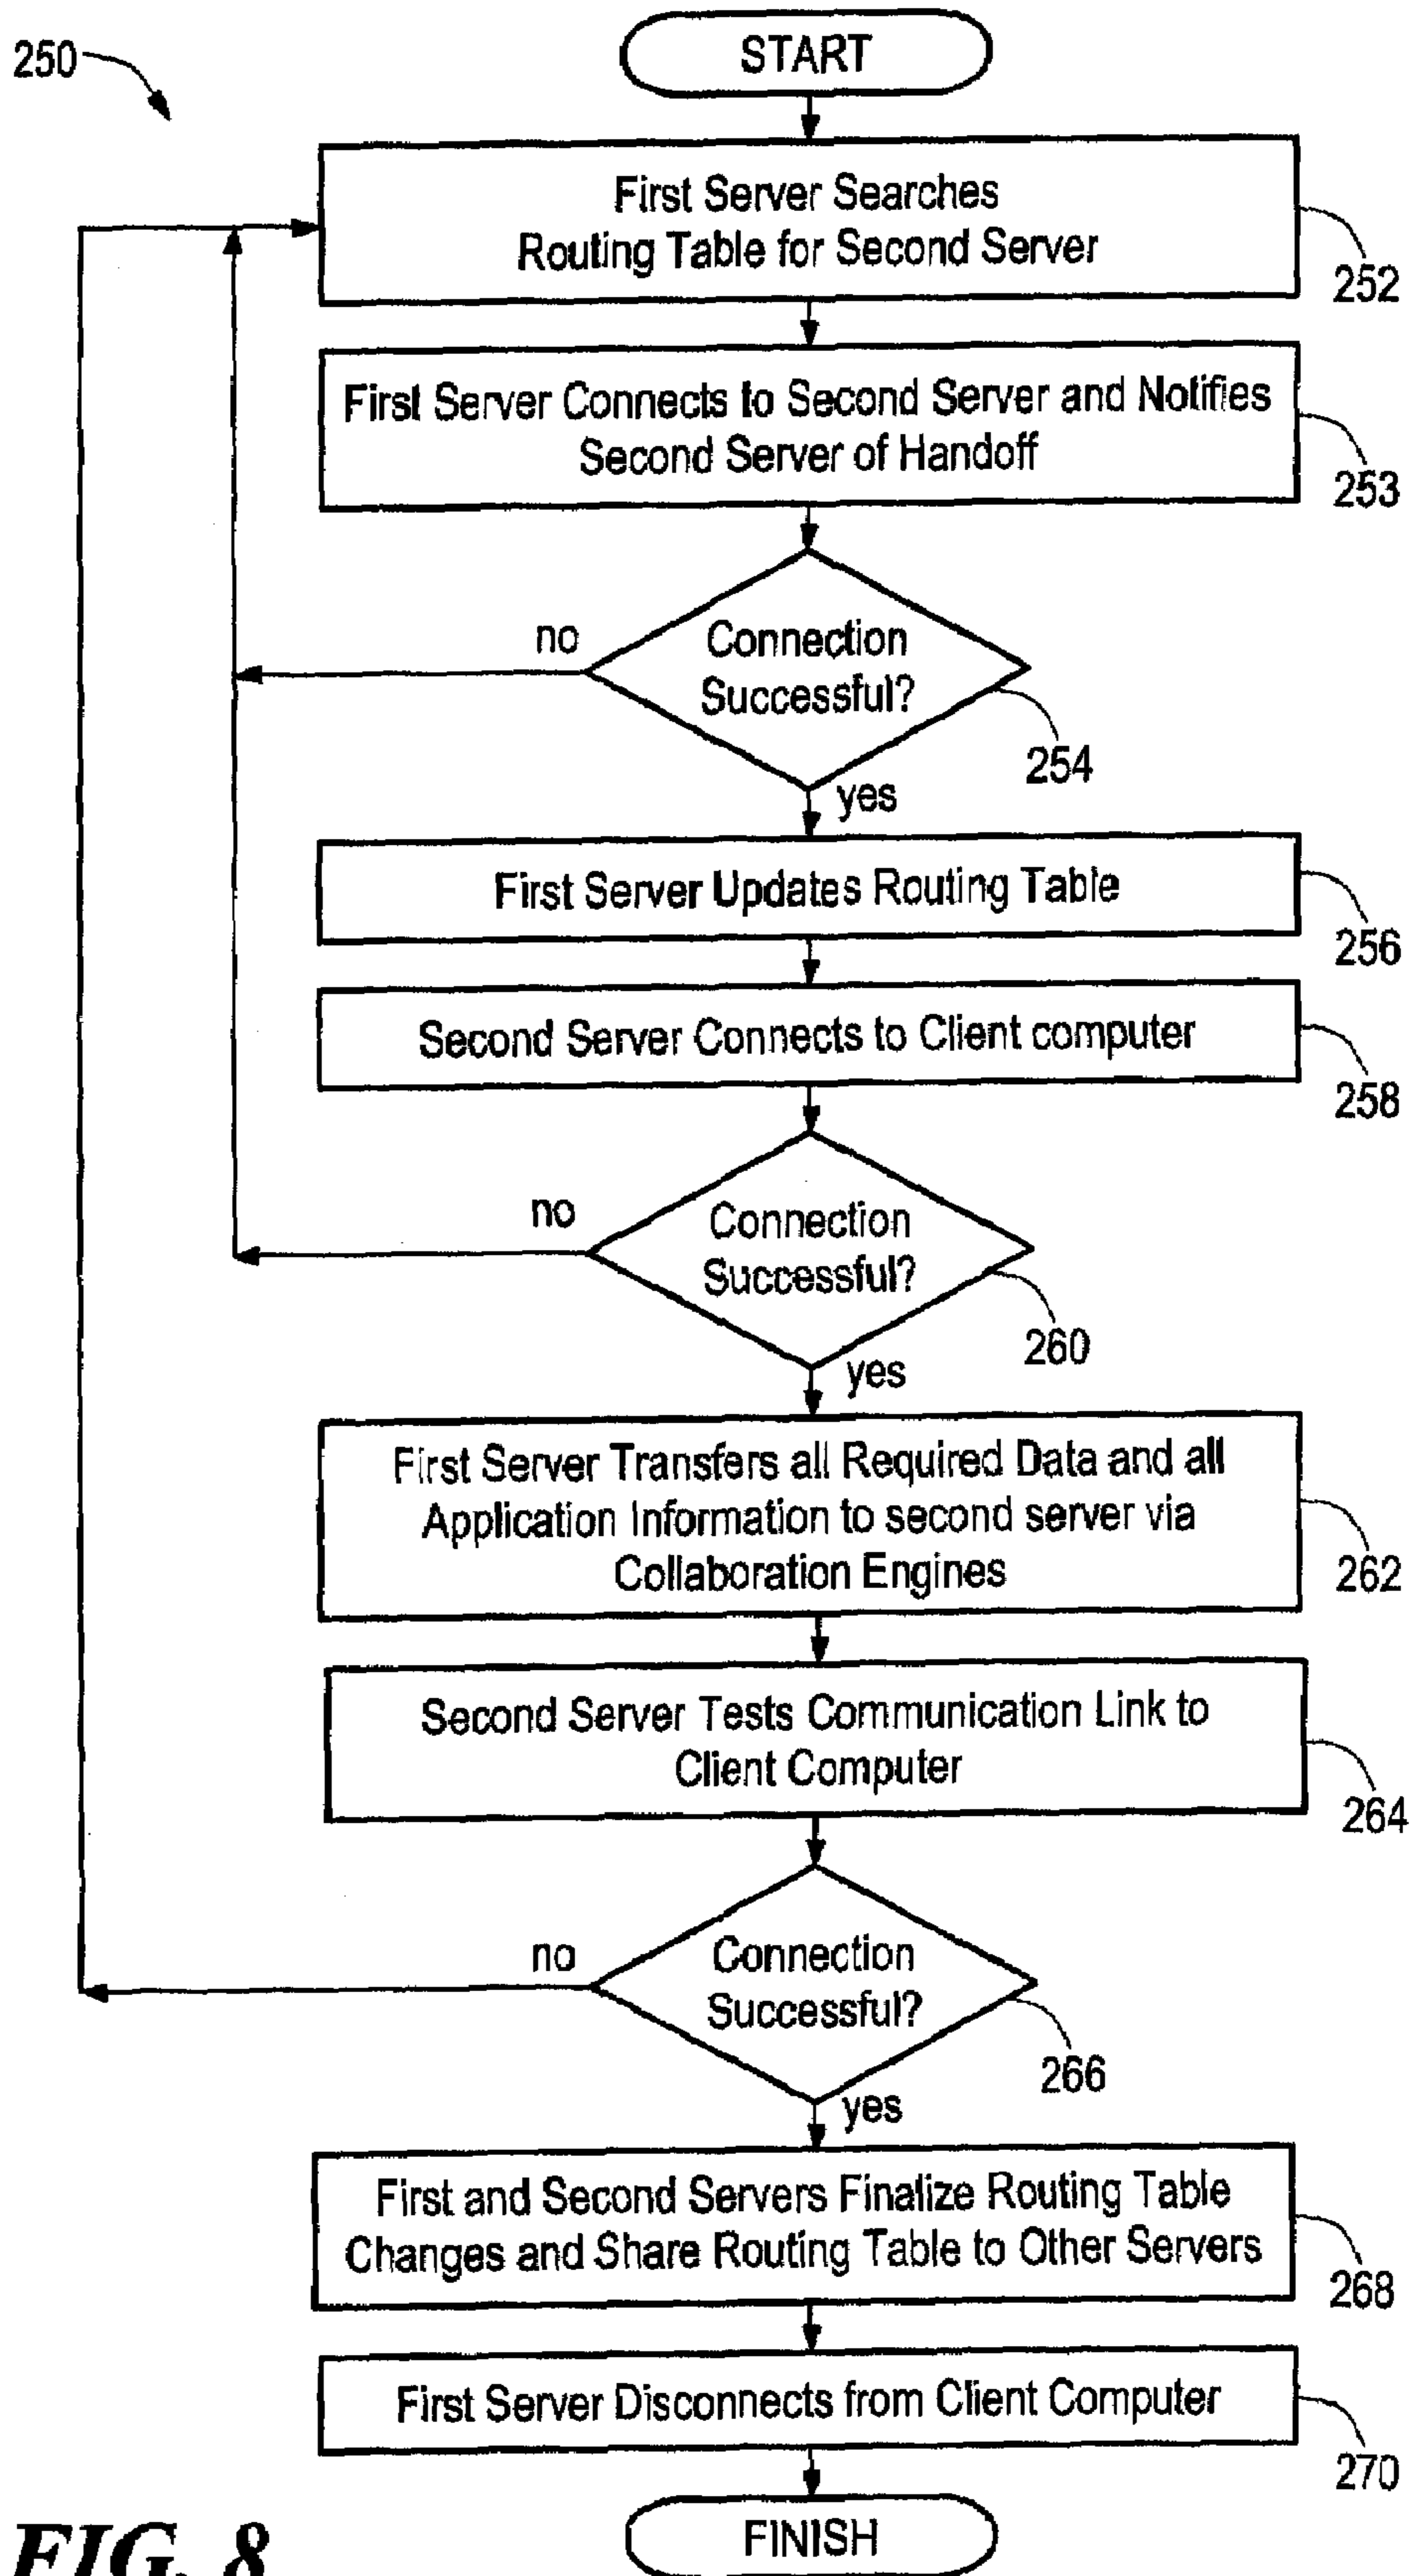 250
START
First Server Searches
Routing Table for Second Server
252
First Server Connects to Second Server and Notifies
Second Server of Handoff
253
no
Connection
Successful?
254
yes
First Server Updates Routing Table
256
Second Server Connects to Client computer
258
no
Connection
Successful?
260
yes
First Server Transfers all Required Data and all
Application Information to second server via
Collaboration Engines
262
Second Server Tests Communication Link to
Client Computer
264
no
Connection
Successful?
266
yes
First and Second Servers Finalize Routing Table
Changes and Share Routing Table to Other Servers
268
First Server Disconnects from Client Computer
270
FINISH
FIG. 8